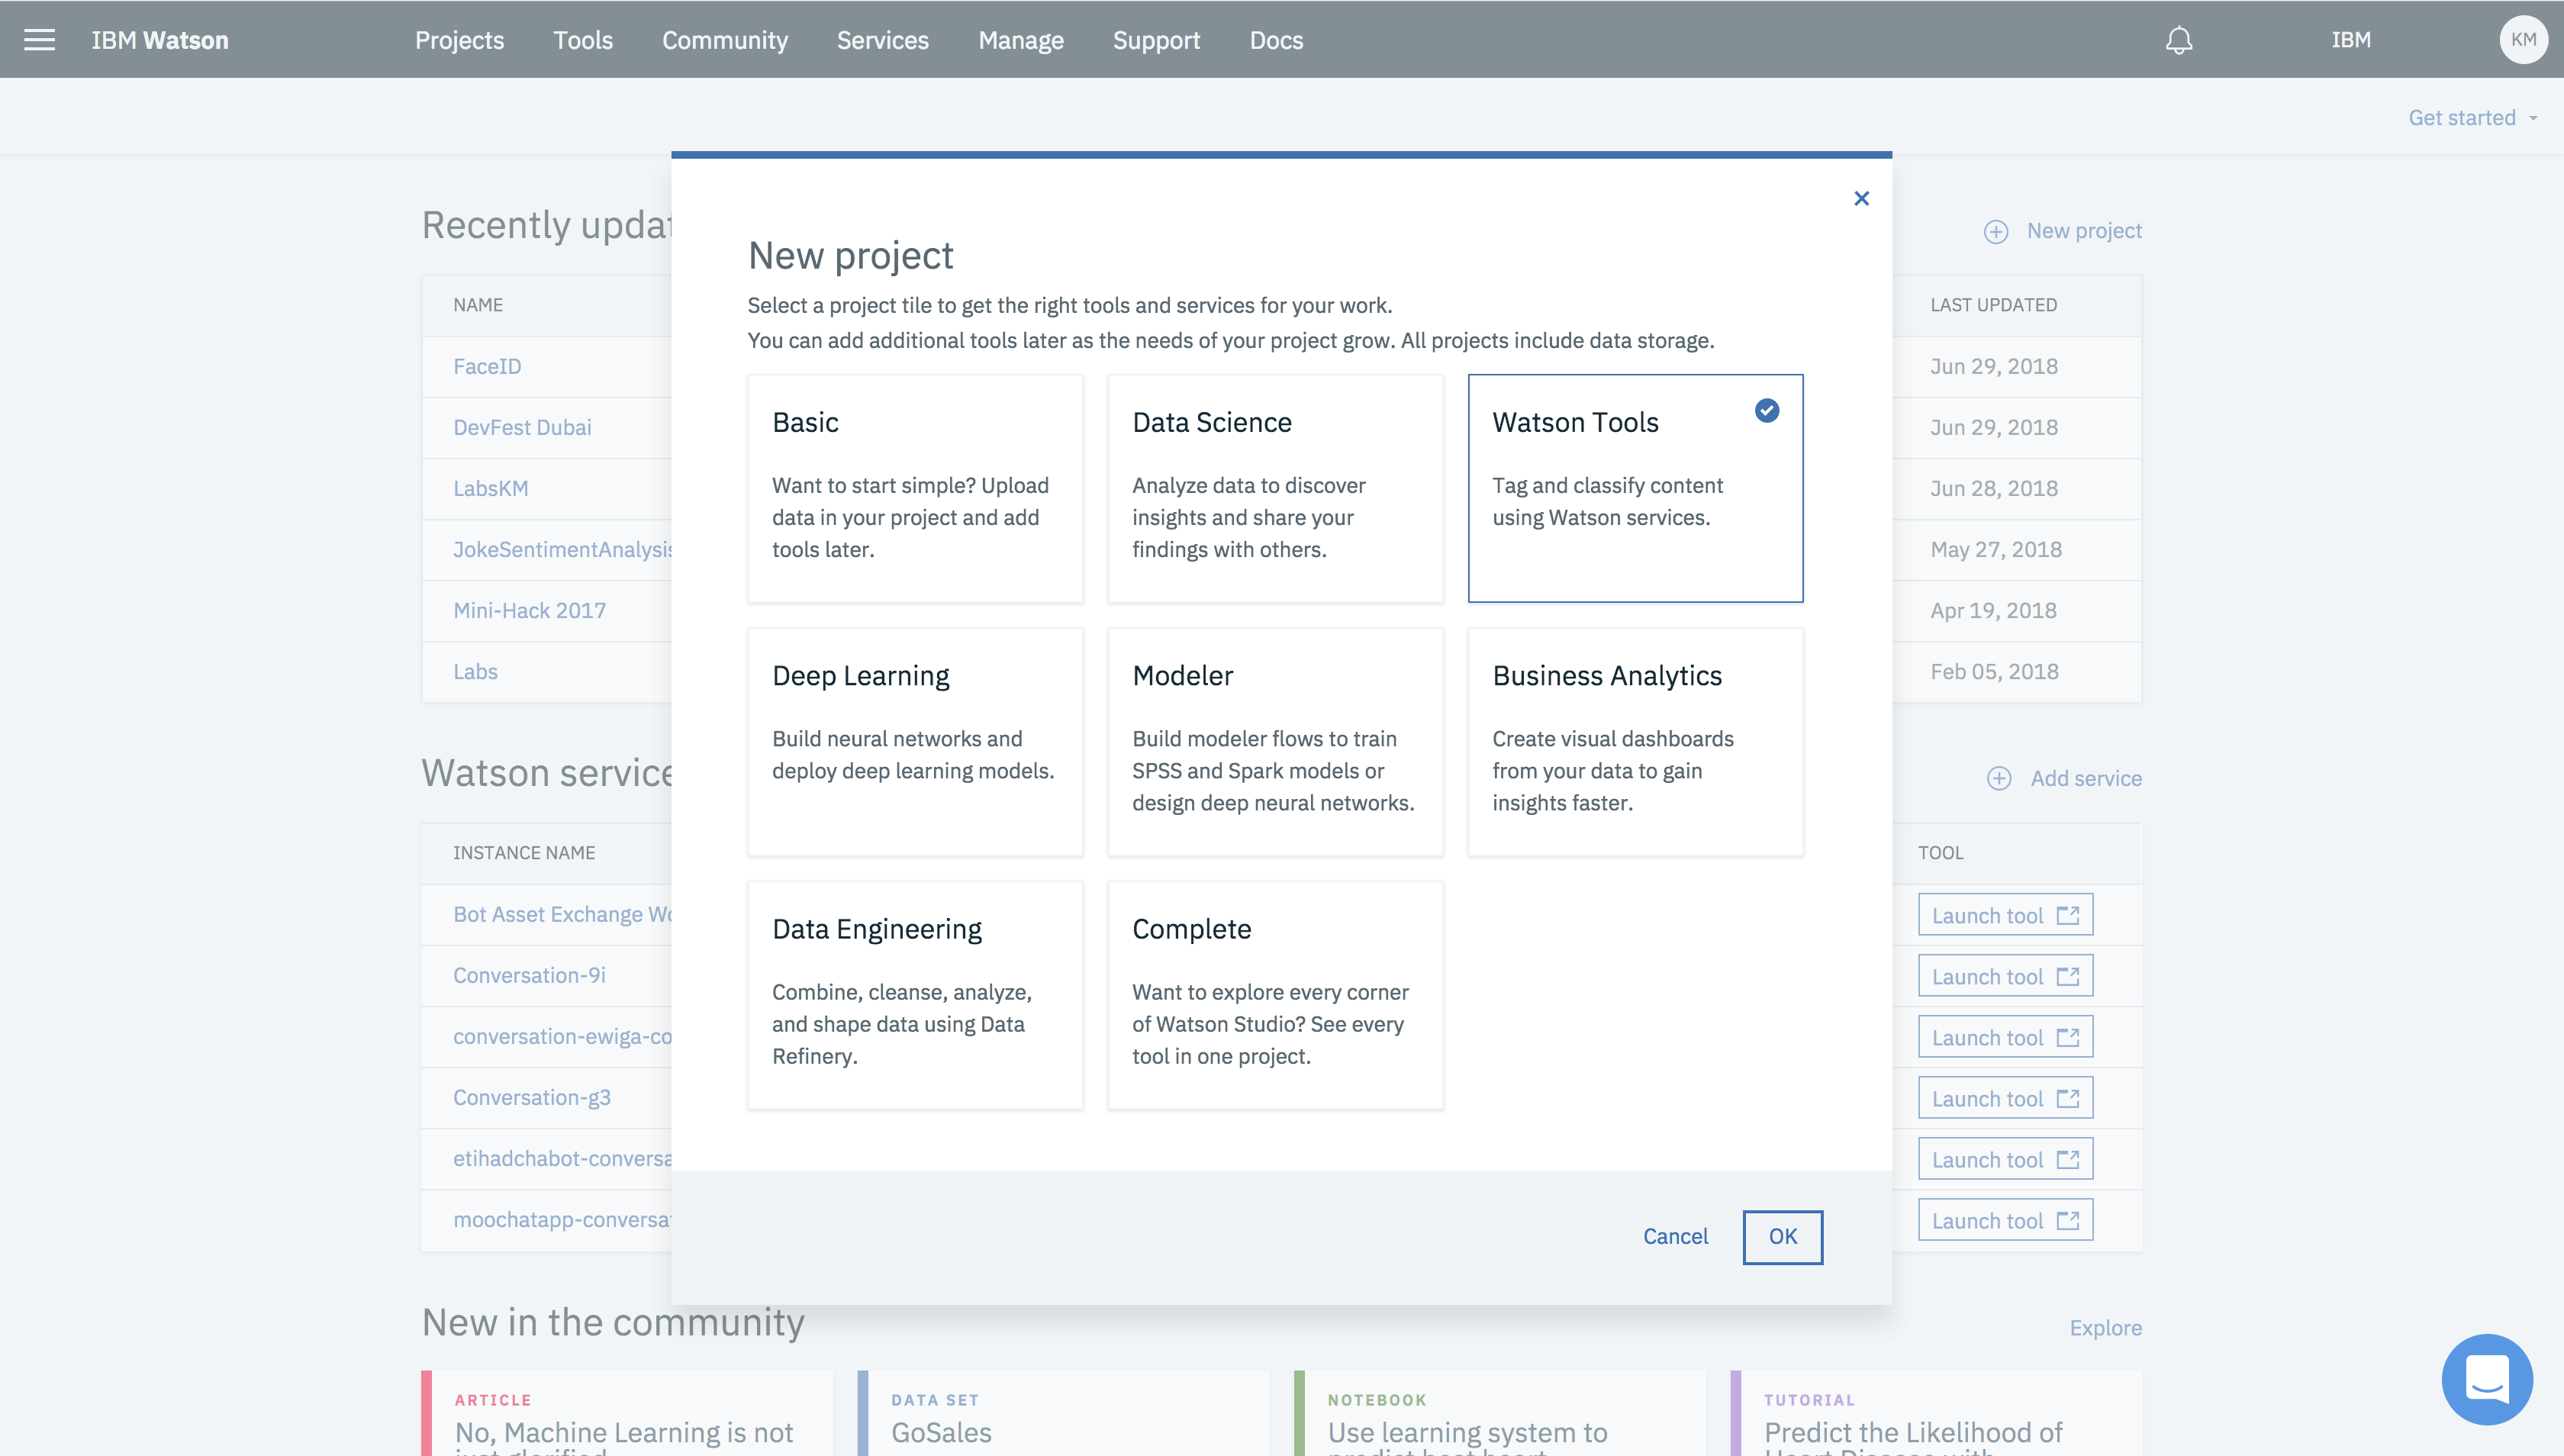 IBM Watson
Projects
Tools
Community
Services
Manage
Support
Docs
IBM
KM
Get started
Recently updat
New project
NAME
LAST UPDATED
FaceID
Jun 29, 2018
DevFest Dubai
Jun 29, 2018
LabsKM
Jun 28, 2018
JokeSentimentAnalysis
May 27, 2018
Mini-Hack 2017
Apr 19, 2018
Labs
Feb 05, 2018
New project
Select a project tile to get the right tools and services for your work.
You can add additional tools later as the needs of your project grow. All projects include data storage.
Basic
Want to start simple? Upload
data in your project and add
tools later.
Data Science
Analyze data to discover
insights and share your
findings with others.
Watson Tools
Tag and classify content
using Watson services.
Deep Learning
Build neural networks and
deploy deep learning models.
Modeler
Build modeler flows to train
SPSS and Spark models or
design deep neural networks.
Business Analytics
Create visual dashboards
from your data to gain
insights faster.
Data Engineering
Combine, cleanse, analyze,
and shape data using Data
Refinery.
Complete
Want to explore every corner
of Watson Studio? See every
tool in one project.
Cancel
OK
Watson service
Add service
INSTANCE NAME
TOOL
Bot Asset Exchange Wo
Launch tool
Conversation-9i
Launch tool
conversation-ewiga-co
Launch tool
Conversation-g3
Launch tool
etihadchabot-conversa
Launch tool
moochatapp-conversa
Launch tool
New in the community
Explore
ARTICLE
No, Machine Learning is not
just glorified
DATA SET
GoSales
NOTEBOOK
Use learning system to
predict best heart
TUTORIAL
Predict the Likelihood of
Heart Disease with